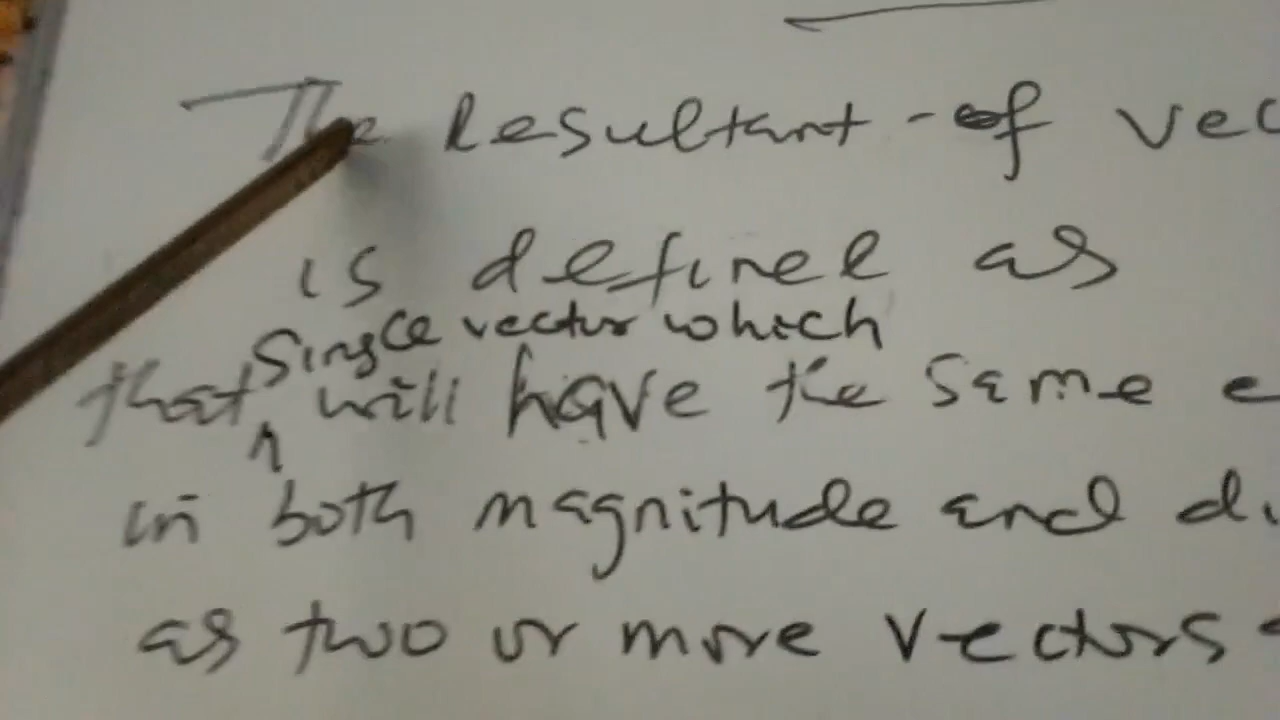 The Resultant of vec
is defined as
single vector which
that will have the same e
in both magnitude and di
as two or more vectors